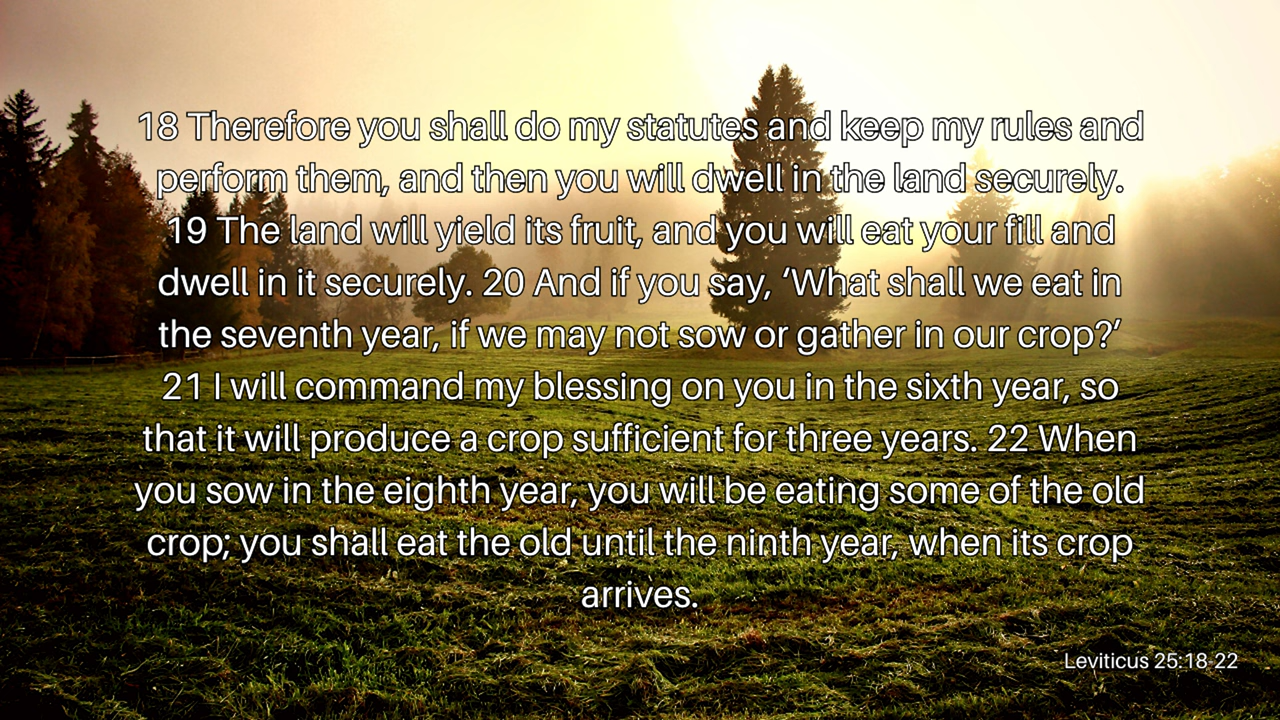 18 Therefore you shall do my statutes and keep my rules and
perform them, and then you will dwell in the land securely.
19 The land will yield its fruit, and you will eat your fill and
dwell in it securely. 20 And if you say, ‘What shall we eat in
the seventh year, if we may not sow or gather in our crop?’
21 I will command my blessing on you in the sixth year, so
that it will produce a crop sufficient for three years. 22 When
you sow in the eighth year, you will be eating some of the old
crop; you shall eat the old until the ninth year, when its crop
arrives.
Leviticus 25:18-22